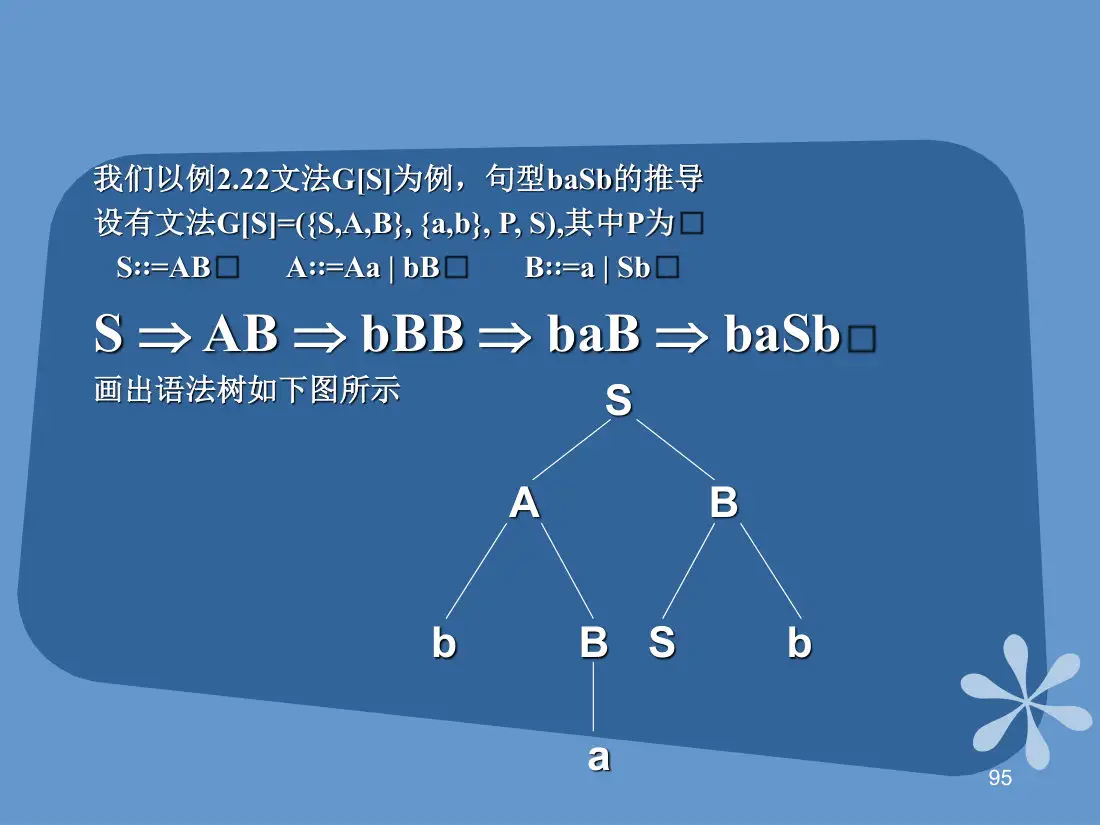 我们以例2.22文法G[S]为例，句型baSb的推导
设有文法G[S]=({S,A,B}, {a,b}, P, S),其中P为□
S∷=AB□ A∷=Aa | bB□ B∷=a | Sb□
S ⇒ AB ⇒ bBB ⇒ baB ⇒ baSb□
画出语法树如下图所示
S
A B
b B S b
a
95